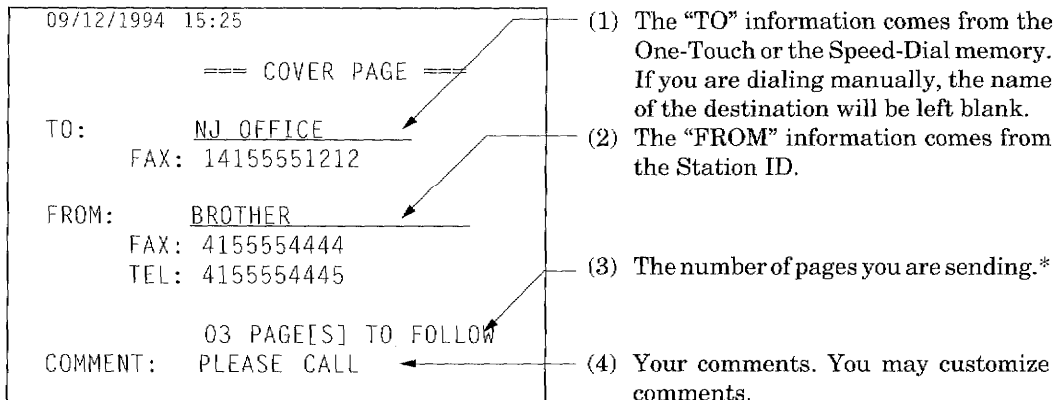 09/12/1994 15:25
=== COVER PAGE ===
TO: NJ OFFICE
FAX: 14155551212
FROM: BROTHER
FAX: 4155554444
TEL: 4155554445
03 PAGE[S] TO FOLLOW
COMMENT: PLEASE CALL
(1) The “TO” information comes from the
One-Touch or the Speed-Dial memory.
If you are dialing manually, the name
of the destination will be left blank.
(2) The “FROM” information comes from
the Station ID.
(3) The number of pages you are sending.*
(4) Your comments. You may customize
comments.